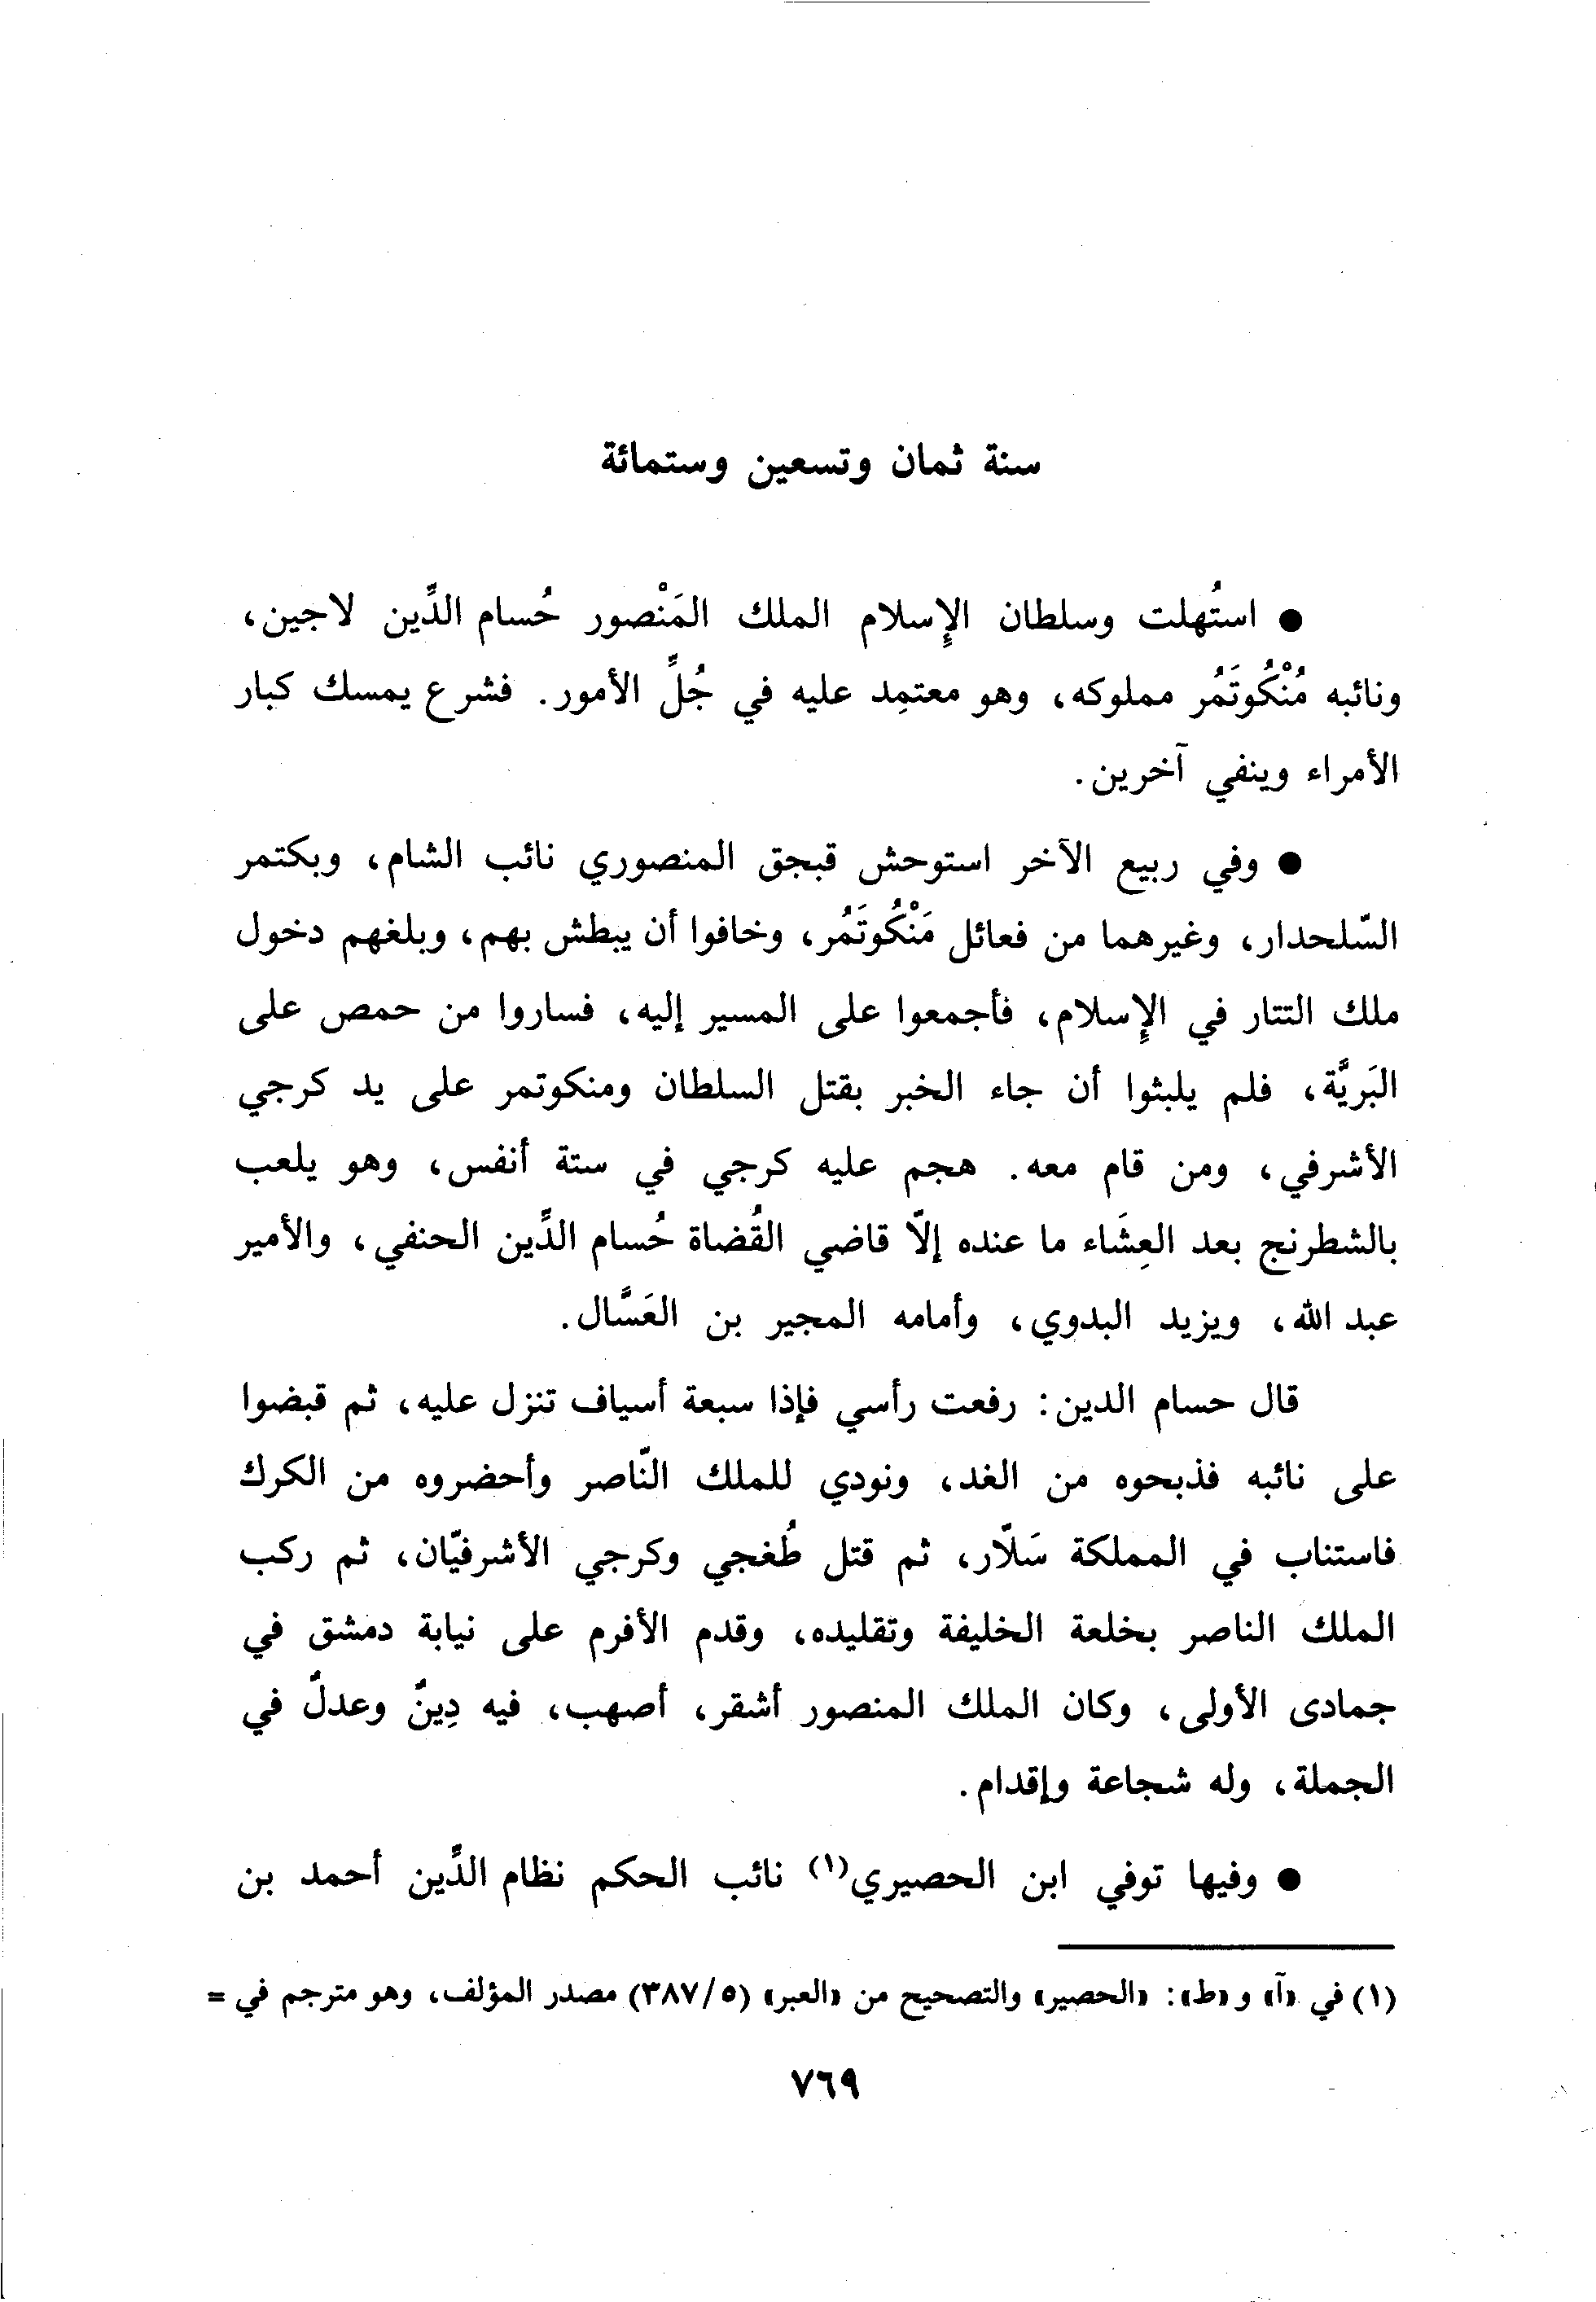 سنة ثمان وتسعين وستمائة
● استُهلت وسلطان الإسلام الملك المَنْصور حُسام الدِّين لاجين،
ونائبه مُنْكُوتَمُر مملوكه، وهو معتمِد عليه في جُلِّ الأمور. فشرع يمسك كبار
الأمراء وينفي آخرين.
● وفي ربيع الآخر استوحش قبجق المنصوري نائب الشام، وبكتمر
السّلحدار، وغيرهما من فعائل مَنْكُوتَمُر، وخافوا أن يبطش بهم، وبلغهم دخول
ملك التتار في الإسلام، فأجمعوا على المسير إليه، فساروا من حمص على
البَريَّة، فلم يلبثوا أن جاء الخبر بقتل السلطان ومنكوتمر على يد كرجي
الأشرفي، ومن قام معه. هجم عليه كرجي في ستة أنفس، وهو يلعب
بالشطرنج بعد العِشَاء ما عنده إلّا قاضي القُضاة حُسام الدِّين الحنفي، والأمير
عبد الله، ويزيد البدوي، وأمامه المجير بن العَسَّال.
قال حسام الدين: رفعت رأسي فإذا سبعة أسياف تنزل عليه، ثم قبضوا
على نائبه فذبحوه من الغد، ونودي للملك النّاصر وأحضروه من الكرك
فاستناب في المملكة سَلّار، ثم قتل طُغجي وكرجي الأشرفيّان، ثم ركب
الملك الناصر بخلعة الخليفة وتقليده، وقدم الأفرم على نيابة دمشق في
جمادى الأولى، وكان الملك المنصور أشقر، أصهب، فيه دِينٌ وعدلٌ في
الجملة، وله شجاعة وإقدام.
● وفيها توفي ابن الحصيري(١) نائب الحكم نظام الدِّين أحمد بن
(١) في «آ» و «ط»: «الحصير» والتصحيح من «العبر» (٣٨٧/٥) مصدر المؤلف، وهو مترجم في =
٧٦٩